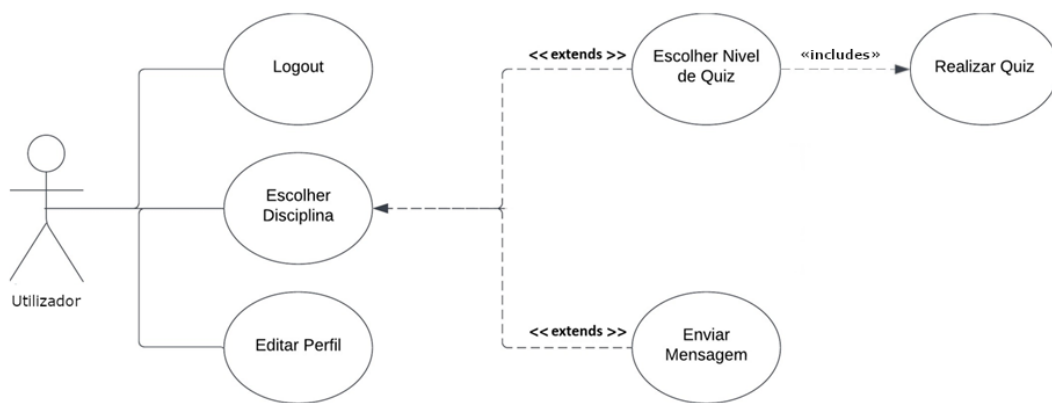 Logout
<< extends >>
Escolher Nivel
de Quiz
«includes»
Realizar Quiz
Escolher
Disciplina
Utilizador
Editar Perfil
<< extends >>
Enviar
Mensagem